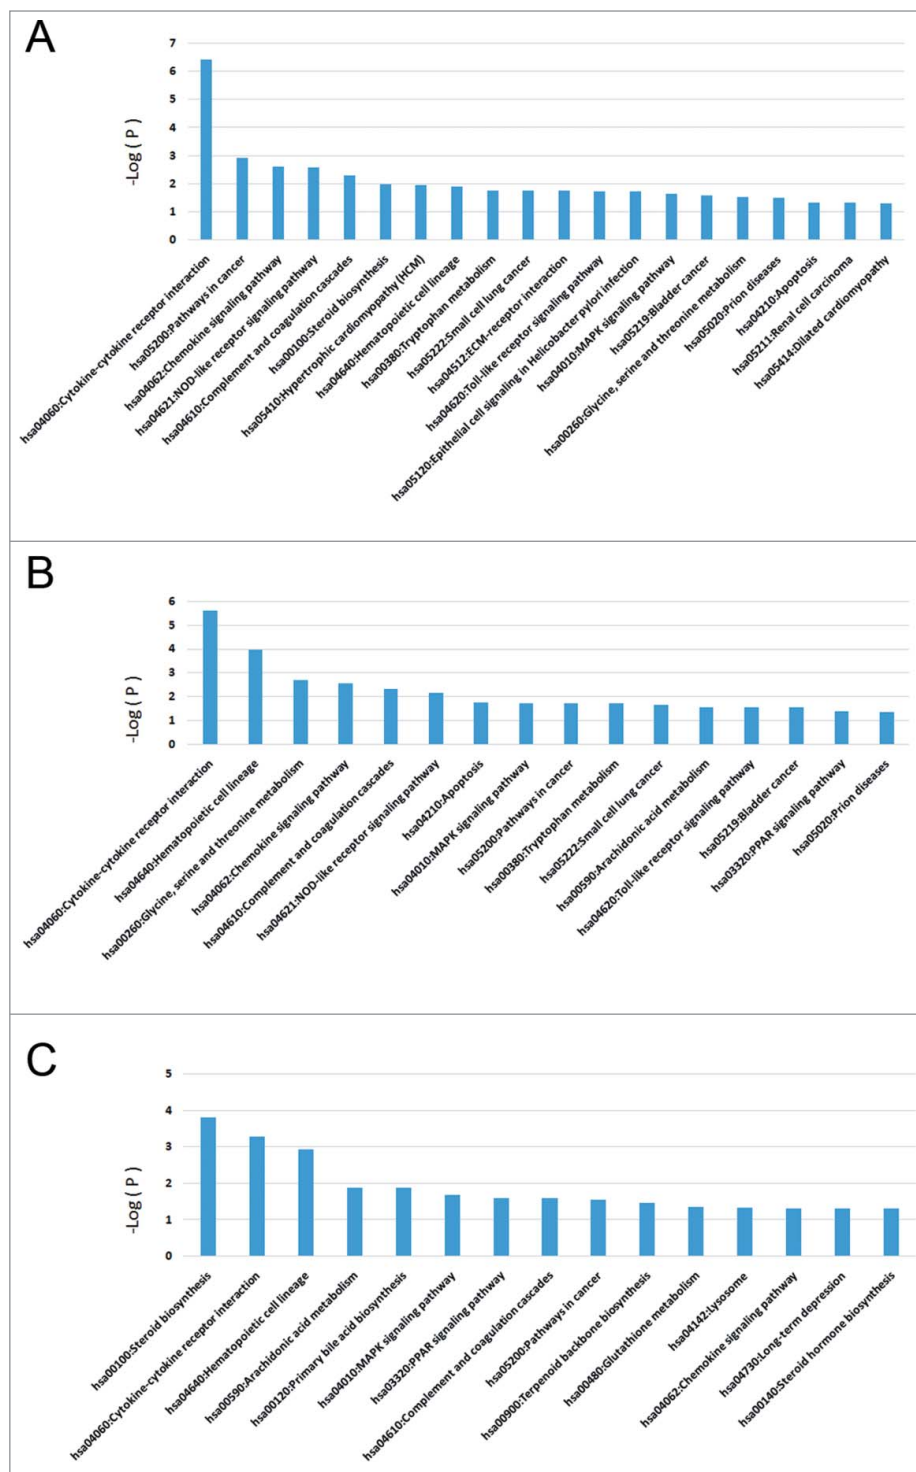 A
7
6
5
4
3
2
1
0
-Log ( P )
hsa04060:Cytokine-cytokine receptor interaction
hsa05200:Pathways in cancer
hsa04062:Chemokine signaling pathway
hsa04621:NOD-like receptor signaling pathway
hsa04610:Complement and coagulation cascades
hsa00100:Steroid biosynthesis
hsa05410:Hypertrophic cardiomyopathy (HCM)
hsa04640:Hematopoietic cell lineage
hsa00380:Tryptophan metabolism
hsa05222:Small cell lung cancer
hsa04512:ECM-receptor interaction
hsa04620:Toll-like receptor signaling pathway
hsa05120:Epithelial cell signaling in Helicobacter pylori infection
hsa04010:MAPK signaling pathway
hsa05219:Bladder cancer
hsa00260:Glycine, serine and threonine metabolism
hsa05020:Prion diseases
hsa04210:Apoptosis
hsa05211:Renal cell carcinoma
hsa05414:Dilated cardiomyopathy
B
6
5
4
3
2
1
0
-Log ( P )
hsa04060:Cytokine-cytokine receptor interaction
hsa04640:Hematopoietic cell lineage
hsa00260:Glycine, serine and threonine metabolism
hsa04062:Chemokine signaling pathway
hsa04610:Complement and coagulation cascades
hsa04621:NOD-like receptor signaling pathway
hsa04210:Apoptosis
hsa04010:MAPK signaling pathway
hsa05200:Pathways in cancer
hsa00380:Tryptophan metabolism
hsa05222:Small cell lung cancer
hsa00590:Arachidonic acid metabolism
hsa04620:Toll-like receptor signaling pathway
hsa05219:Bladder cancer
hsa03320:PPAR signaling pathway
hsa05020:Prion diseases
C
5
4
3
2
1
0
-Log ( P )
hsa00100:Steroid biosynthesis
hsa04060:Cytokine-cytokine receptor interaction
hsa04640:Hematopoietic cell lineage
hsa00590:Arachidonic acid metabolism
hsa00120:Primary bile acid biosynthesis
hsa04010:MAPK signaling pathway
hsa03320:PPAR signaling pathway
hsa04610:Complement and coagulation cascades
hsa05200:Pathways in cancer
hsa00900:Terpenoid backbone biosynthesis
hsa00480:Glutathione metabolism
hsa04142:Lysosome
hsa04062:Chemokine signaling pathway
hsa04730:Long-term depression
hsa00140:Steroid hormone biosynthesis